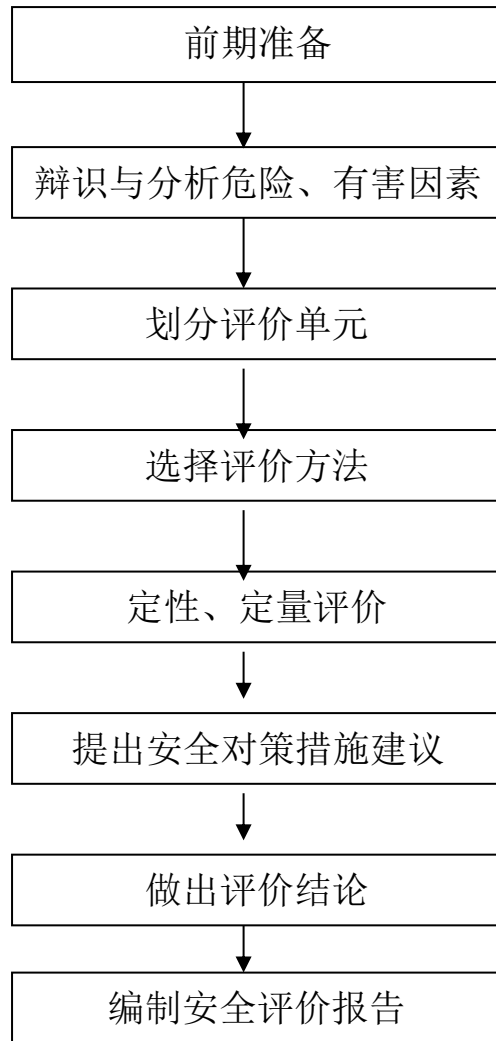 前期准备
辩识与分析危险、有害因素
划分评价单元
选择评价方法
定性、定量评价
提出安全对策措施建议
做出评价结论
编制安全评价报告